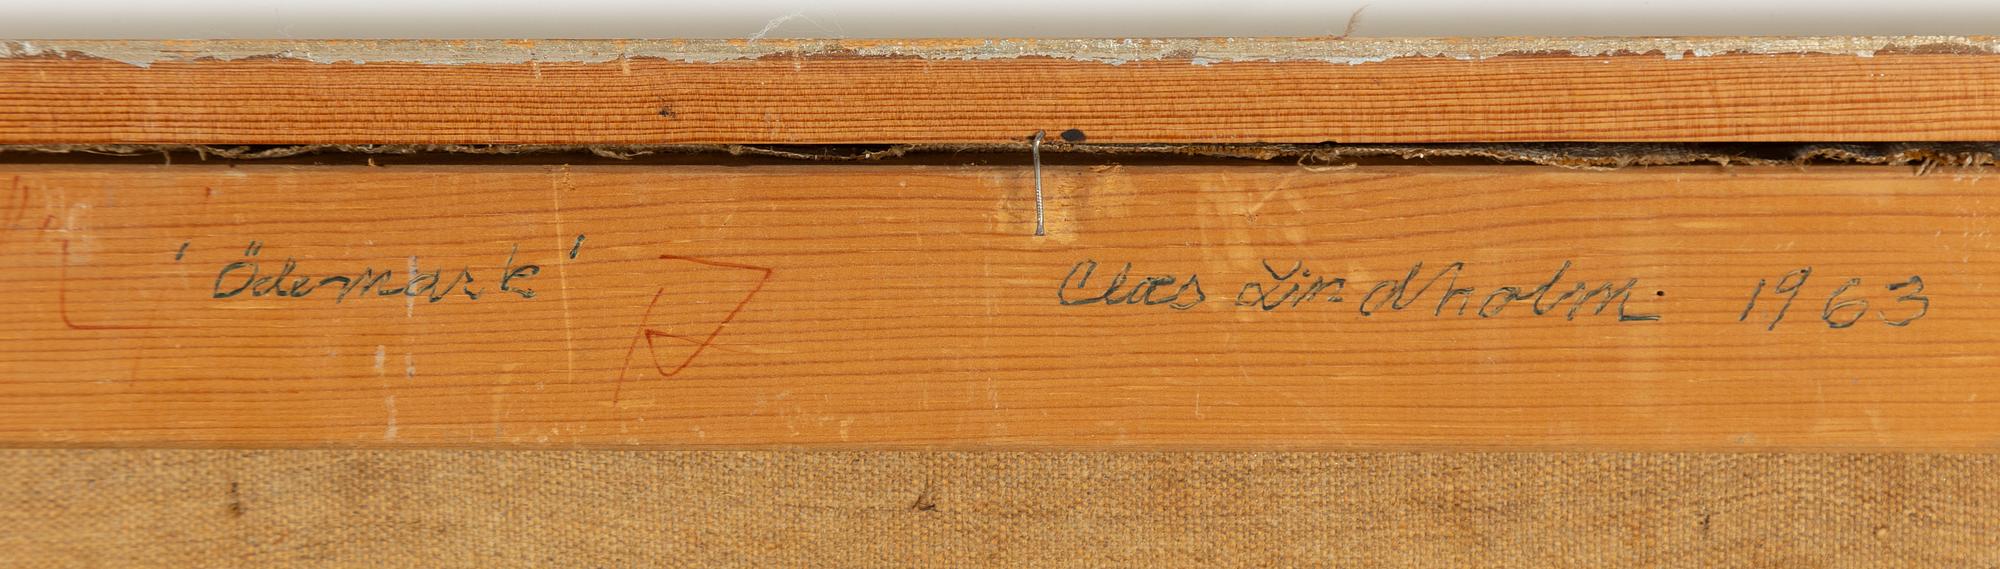 'Ödemark' Claes Lindholm. 1963